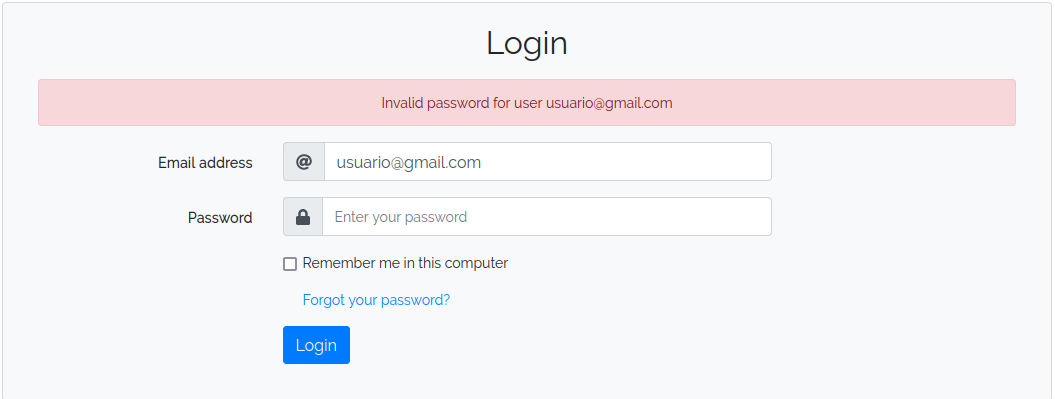 Login
Invalid password for user usuario@gmail.com
Email address
@
usuario@gmail.com
Password
Enter your password
Remember me in this computer
Forgot your password?
Login